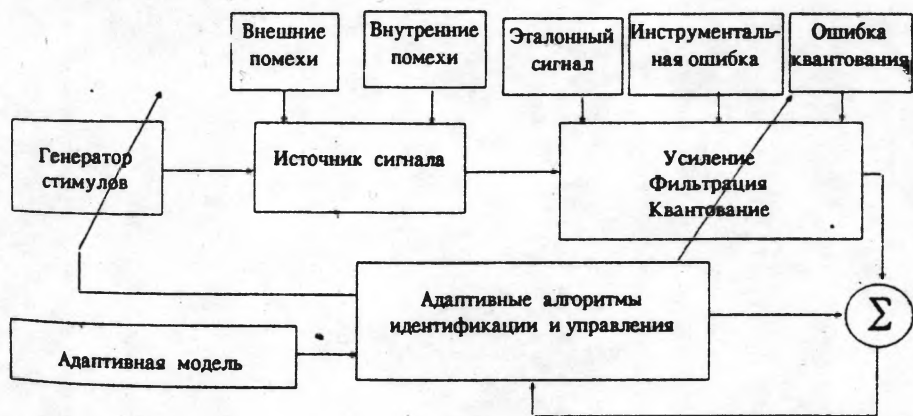 Внешние
помехи
Внутренние
помехи
Эталонный
сигнал
Инструменталь-
ная ошибка
Ошибка
квантования
Генератор
стимулов
Источник сигнала
Усиление
Фильтрация
Квантование
Адаптивные алгоритмы
идентификации и управления
Σ
Адаптивная модель